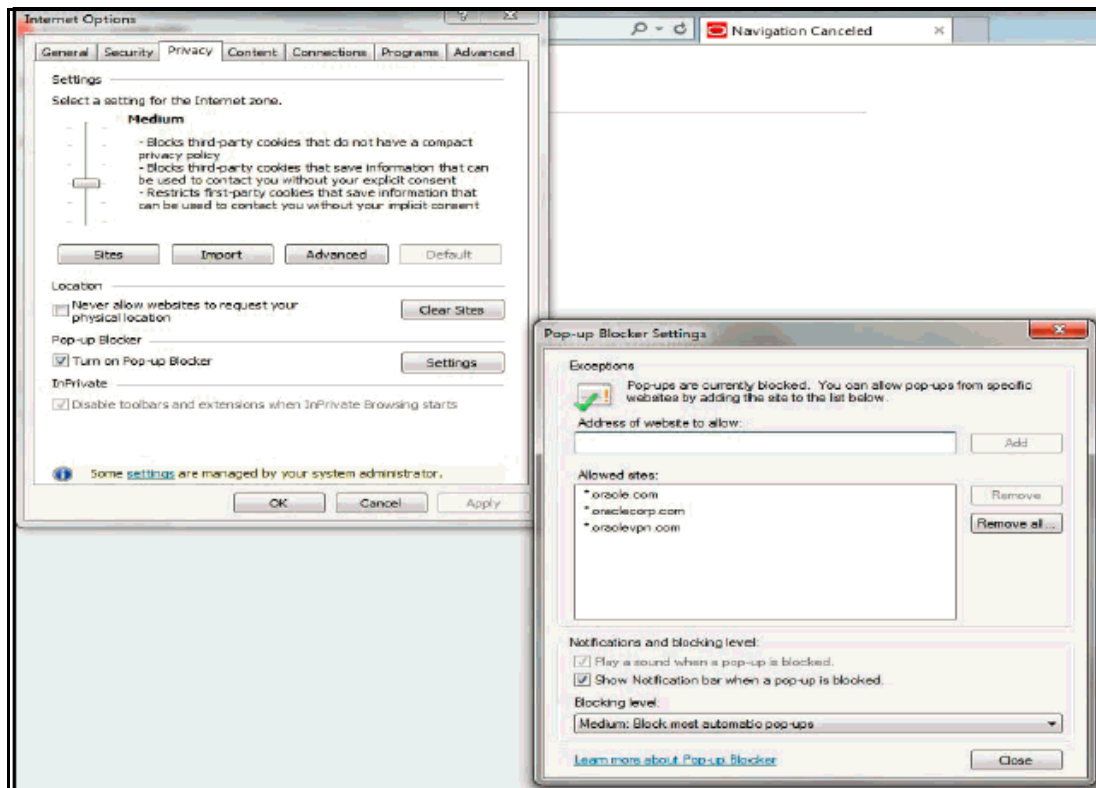 Internet Options
General Security Privacy Content Connections Programs Advanced
Settings
Select a setting for the Internet zone.
Medium
- Blocks third-party cookies that do not have a compact
privacy policy
- Blocks third-party cookies that save information that can
be used to contact you without your explicit consent
- Restricts first-party cookies that save information that
can be used to contact you without your implicit consent
Sites Import Advanced Default
Location
Never allow websites to request your
physical location
Clear Sites
Pop-up Blocker
Turn on Pop-up Blocker
Settings
InPrivate
Disable toolbars and extensions when InPrivate Browsing starts
Some settings are managed by your system administrator.
OK Cancel Apply
Navigation Canceled
Pop-up Blocker Settings
Exceptions
Pop-ups are currently blocked. You can allow pop-ups from specific
websites by adding the site to the list below.
Address of website to allow:
Add
Allowed sites:
*.oracle.com
*.oraclecorp.com
*.oraclevpn.com
Remove
Remove all...
Notifications and blocking level:
Play a sound when a pop-up is blocked.
Show Notification bar when a pop-up is blocked.
Blocking level:
Medium: Block most automatic pop-ups
Learn more about Pop-up Blocker
Close